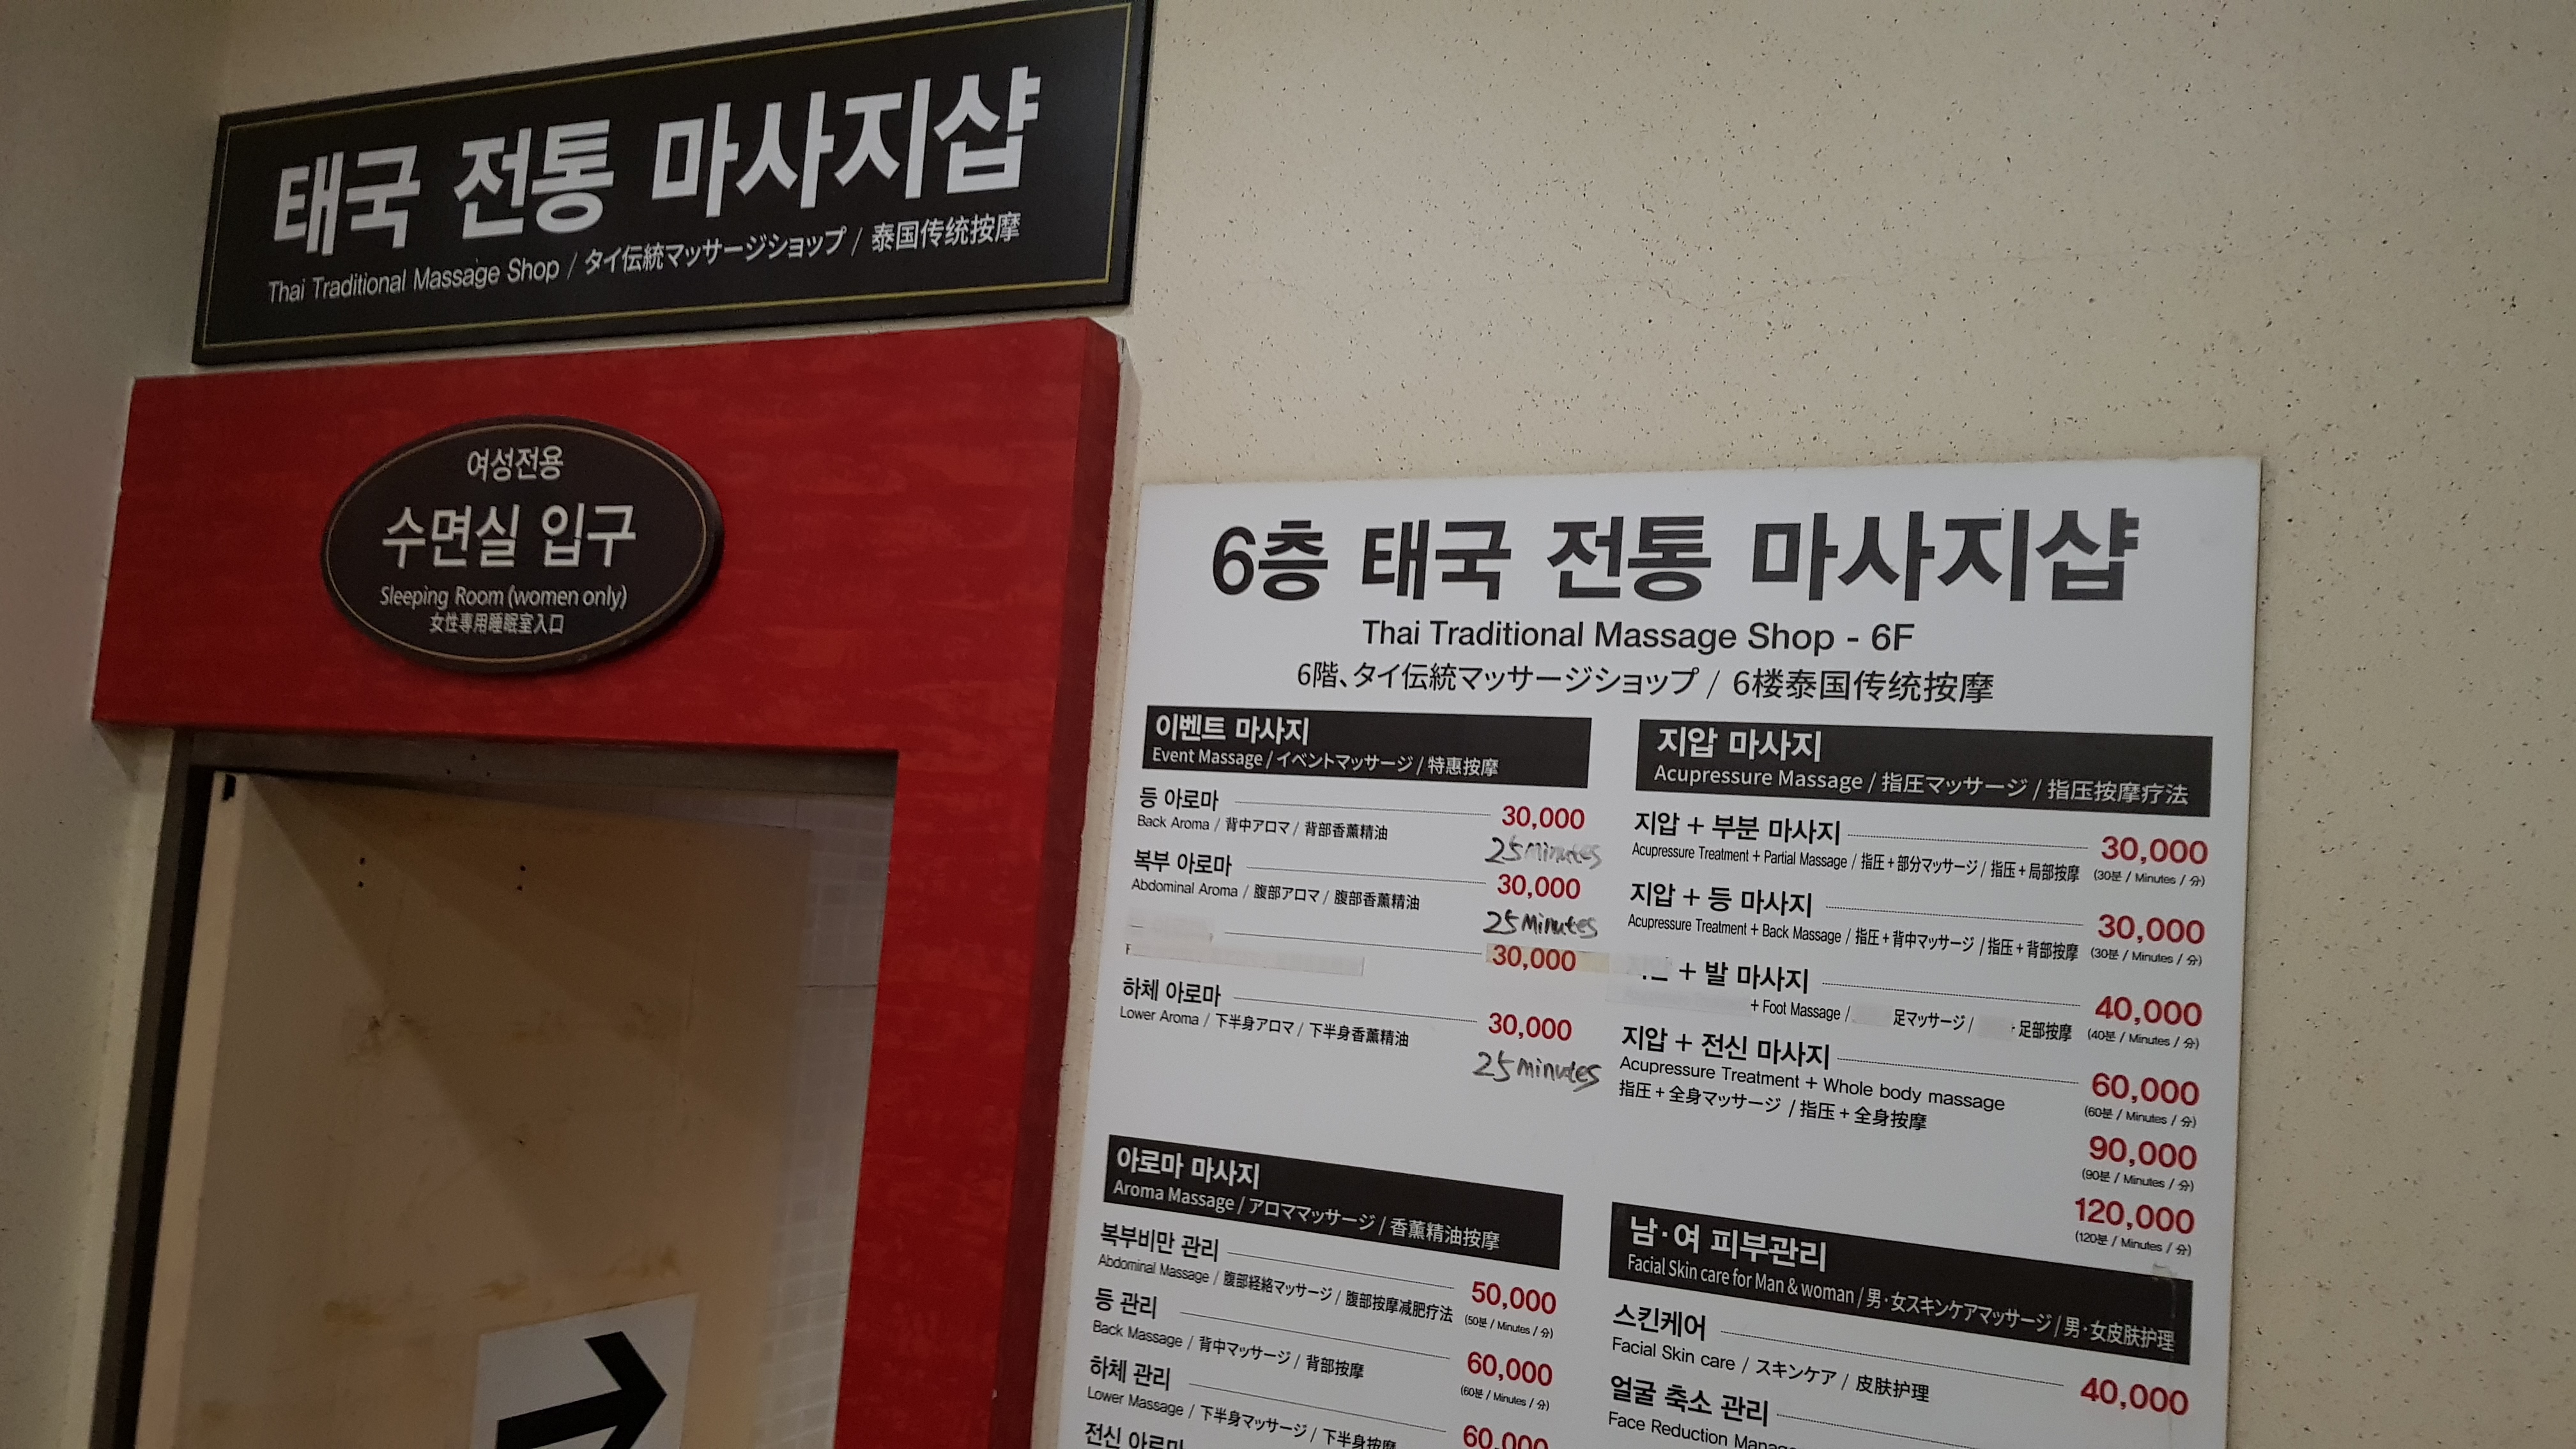 태국 전통 마사지샵
Thai Traditional Massage Shop / タイ伝統マッサージショップ / 泰国传统按摩
여성전용
수면실 입구
Sleeping Room (women only)
女性専用睡眠室入口
6층 태국 전통 마사지샵
Thai Traditional Massage Shop - 6F
6階、タイ伝統マッサージショップ / 6楼泰国传统按摩
이벤트 마사지
Event Massage / イベントマッサージ / 特惠按摩
등 아로마 30,000
Back Aroma / 背中アロマ / 背部香薰精油
25 Minutes
복부 아로마 30,000
Abdominal Aroma / 腹部アロマ / 腹部香薰精油
25 Minutes
30,000
하체 아로마 30,000
Lower Aroma / 下半身アロマ / 下半身香薰精油
25 minutes
아로마 마사지
Aroma Massage / アロママッサージ / 香薰精油按摩
복부비만 관리 50,000
Abdominal Massage / 腹部経絡マッサージ / 腹部按摩减肥疗法 (50분 / Minutes / 分)
등 관리 60,000
Back Massage / 背中マッサージ / 背部按摩 (60분 / Minutes / 分)
하체 관리 60,000
Lower Massage / 下半身マッサージ / 下半身按摩
전신 아로마
지압 마사지
Acupressure Massage / 指圧マッサージ / 指压按摩疗法
지압 + 부분 마사지 30,000
Acupressure Treatment + Partial Massage / 指圧 + 部分マッサージ / 指压 + 局部按摩 (30분 / Minutes / 分)
지압 + 등 마사지 30,000
Acupressure Treatment + Back Massage / 指圧 + 背中マッサージ / 指压 + 背部按摩 (30분 / Minutes / 分)
+ 발 마사지 40,000
+ Foot Massage / 足マッサージ / 足部按摩 (40분 / Minutes / 分)
지압 + 전신 마사지 60,000
Acupressure Treatment + Whole body massage (60분 / Minutes / 分)
指圧 + 全身マッサージ / 指压 + 全身按摩
90,000
(90분 / Minutes / 分)
120,000
(120분 / Minutes / 分)
남·여 피부관리
Facial Skin care for Man & woman / 男·女スキンケアマッサージ / 男·女皮肤护理
스킨케어 40,000
Facial Skin care / スキンケア / 皮肤护理
얼굴 축소 관리
Face Reduction